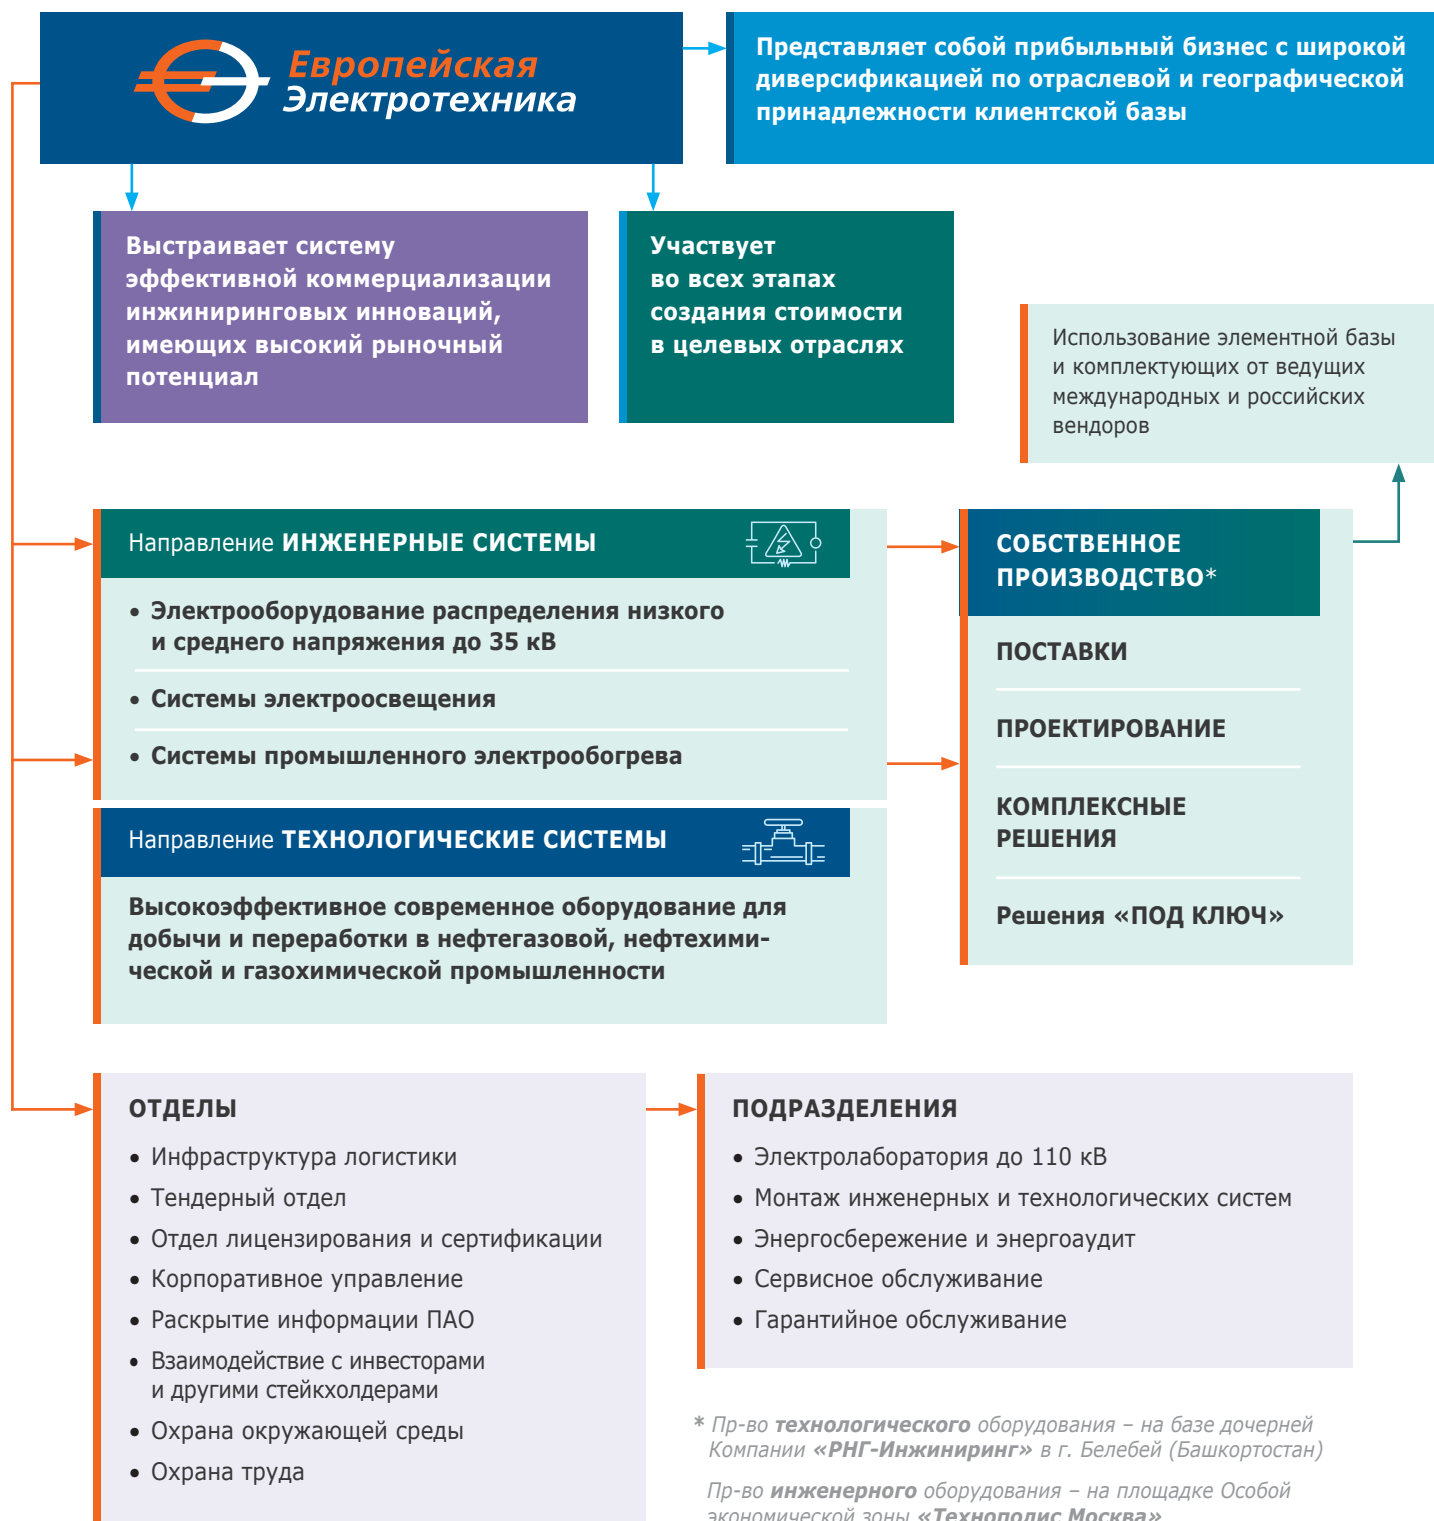 Европейская
Электротехника
Представляет собой прибыльный бизнес с широкой
диверсификацией по отраслевой и географической
принадлежности клиентской базы
Выстраивает систему
эффективной коммерциализации
инжиниринговых инноваций,
имеющих высокий рыночный
потенциал
Участвует
во всех этапах
создания стоимости
в целевых отраслях
Использование элементной базы
и комплектующих от ведущих
международных и российских
вендоров
Направление ИНЖЕНЕРНЫЕ СИСТЕМЫ
• Электрооборудование распределения низкого
и среднего напряжения до 35 кВ
• Системы электроосвещения
• Системы промышленного электрообогрева
Направление ТЕХНОЛОГИЧЕСКИЕ СИСТЕМЫ
Высокоэффективное современное оборудование для
добычи и переработки в нефтегазовой, нефтехими-
ческой и газохимической промышленности
СОБСТВЕННОЕ
ПРОИЗВОДСТВО*
ПОСТАВКИ
ПРОЕКТИРОВАНИЕ
КОМПЛЕКСНЫЕ
РЕШЕНИЯ
Решения «ПОД КЛЮЧ»
ОТДЕЛЫ
• Инфраструктура логистики
• Тендерный отдел
• Отдел лицензирования и сертификации
• Корпоративное управление
• Раскрытие информации ПАО
• Взаимодействие с инвесторами
и другими стейкхолдерами
• Охрана окружающей среды
• Охрана труда
ПОДРАЗДЕЛЕНИЯ
• Электролаборатория до 110 кВ
• Монтаж инженерных и технологических систем
• Энергосбережение и энергоаудит
• Сервисное обслуживание
• Гарантийное обслуживание
* Пр-во технологического оборудования – на базе дочерней
Компании «РНГ-Инжиниринг» в г. Белебей (Башкортостан)
Пр-во инженерного оборудования – на площадке Особой
экономической зоны «Технополис Москва»